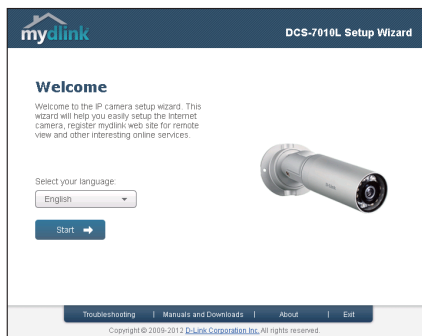 mydlink
DCS-7010L Setup Wizard
Welcome
Welcome to the IP camera setup wizard. This
wizard will help you easily setup the Internet
camera, register mydlink web site for remote
view and other interesting online services.
Select your language:
English
Start
D-Link
Troubleshooting | Manuals and Downloads | About | Exit
Copyright © 2009-2012 D-Link Corporation Inc. All rights reserved.